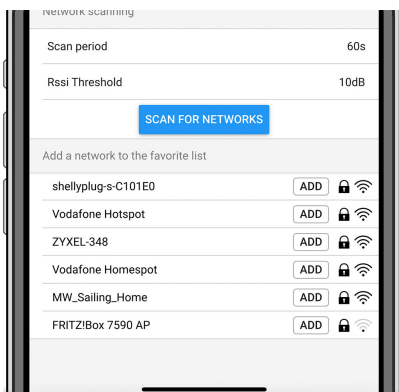 Network scanning
Scan period 60s
Rssi Threshold 10dB
SCAN FOR NETWORKS
Add a network to the favorite list
shellyplug-s-C101E0 ADD
Vodafone Hotspot ADD
ZYXEL-348 ADD
Vodafone Homespot ADD
MW_Sailing_Home ADD
FRITZ!Box 7590 AP ADD